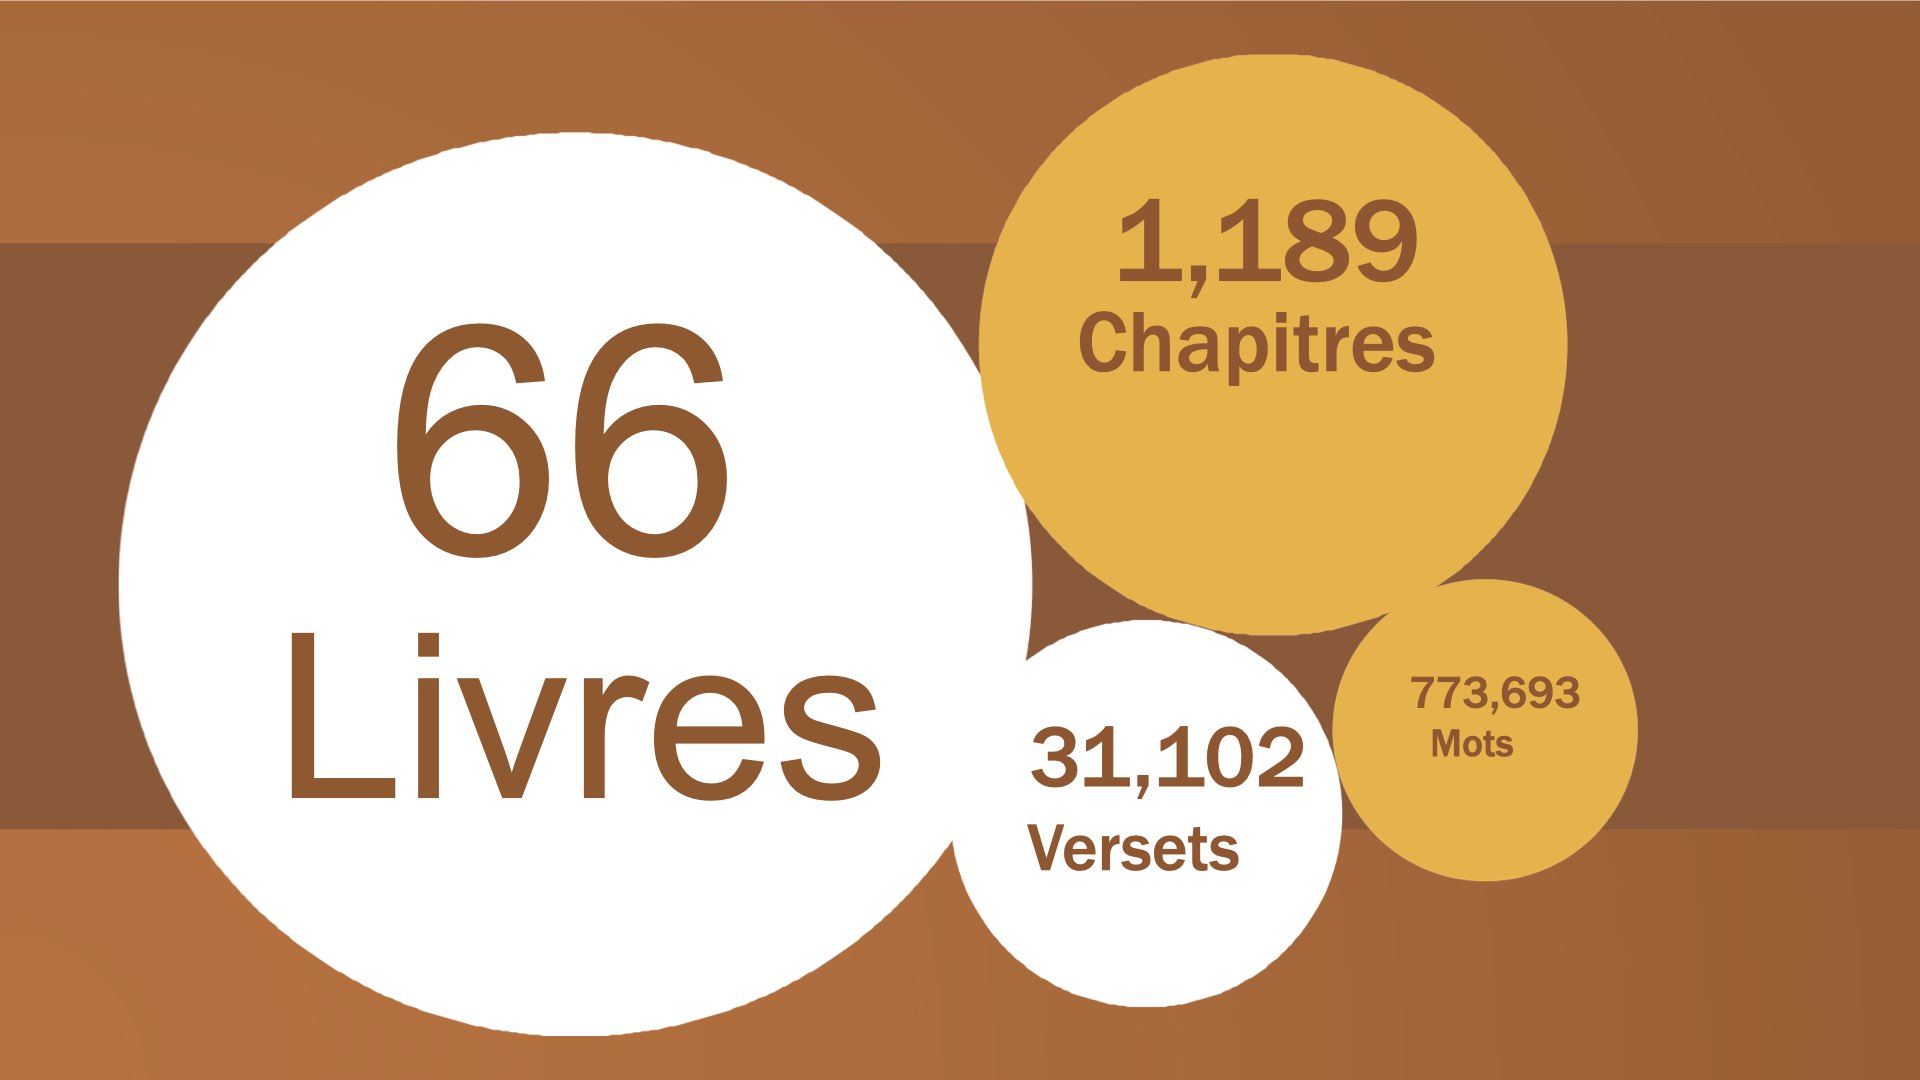 66
Livres
1,189
Chapitres
31,102
Versets
773,693
Mots